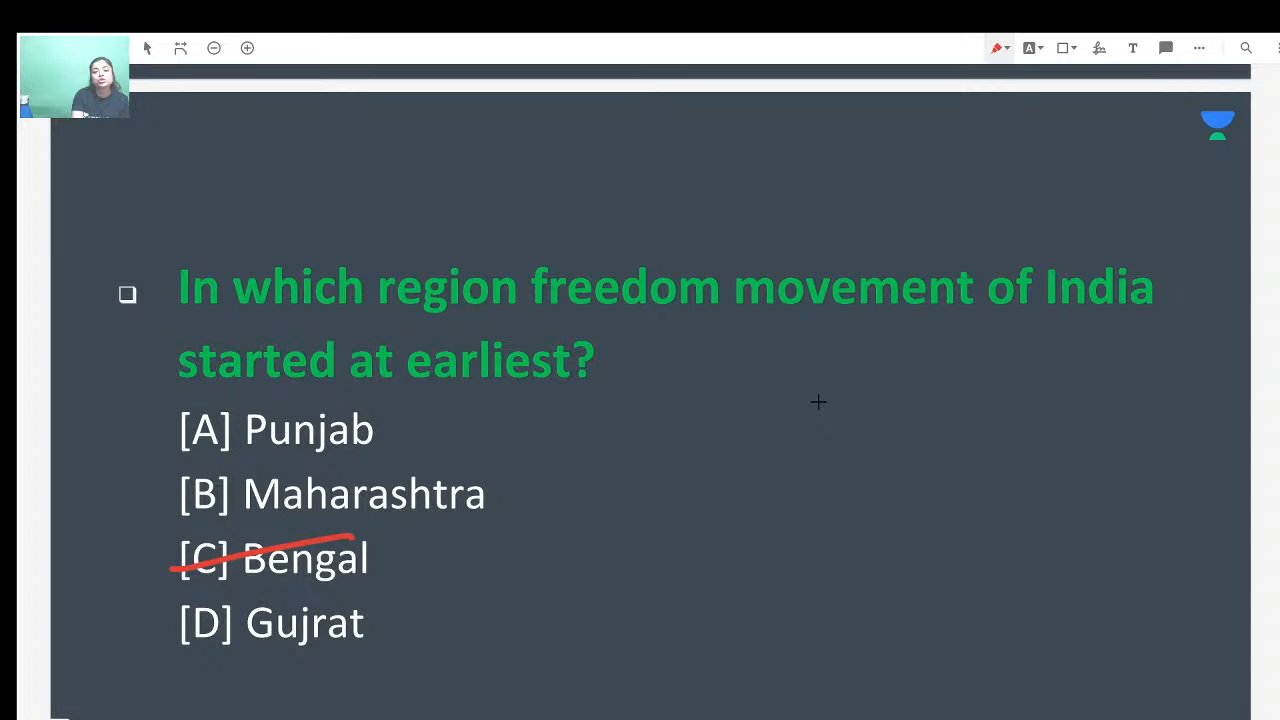 ❑ In which region freedom movement of India
started at earliest?
[A] Punjab
[B] Maharashtra
[C] Bengal
[D] Gujrat